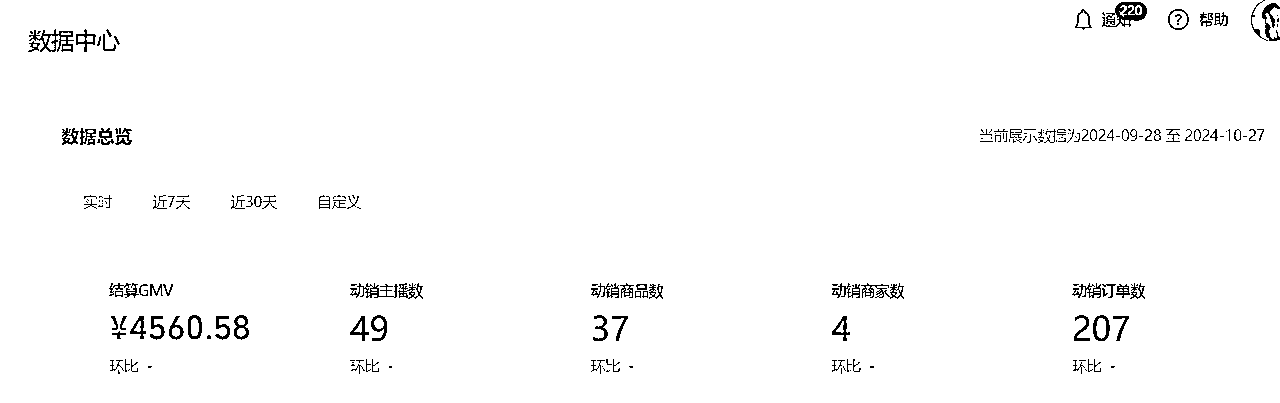 通知 220 帮助
数据中心
数据总览 当前展示数据为2024-09-28 至 2024-10-27
实时 近7天 近30天 自定义
结算GMV 动销主播数 动销商品数 动销商家数 动销订单数
¥4560.58 49 37 4 207
环比 - 环比 - 环比 - 环比 - 环比 -